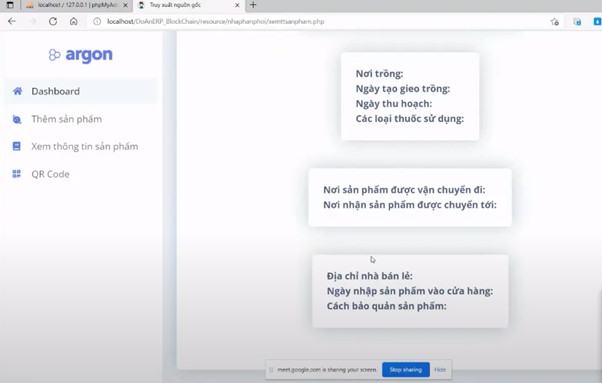 localhost / 127.0.0.1 | phpMyAd
Truy xuất nguồn gốc
localhost/DoAnERP_BlockChain/resource/nhaphanphoi/xemttsanpham.php
argon
Dashboard
Thêm sản phẩm
Xem thông tin sản phẩm
QR Code
Nơi trồng:
Ngày tạo gieo trồng:
Ngày thu hoạch:
Các loại thuốc sử dụng:
Nơi sản phẩm được vận chuyển đi:
Nơi nhận sản phẩm được chuyển tới:
Địa chỉ nhà bán lẻ:
Ngày nhập sản phẩm vào cửa hàng:
Cách bảo quản sản phẩm:
meet.google.com is sharing your screen.
Stop sharing
Hide